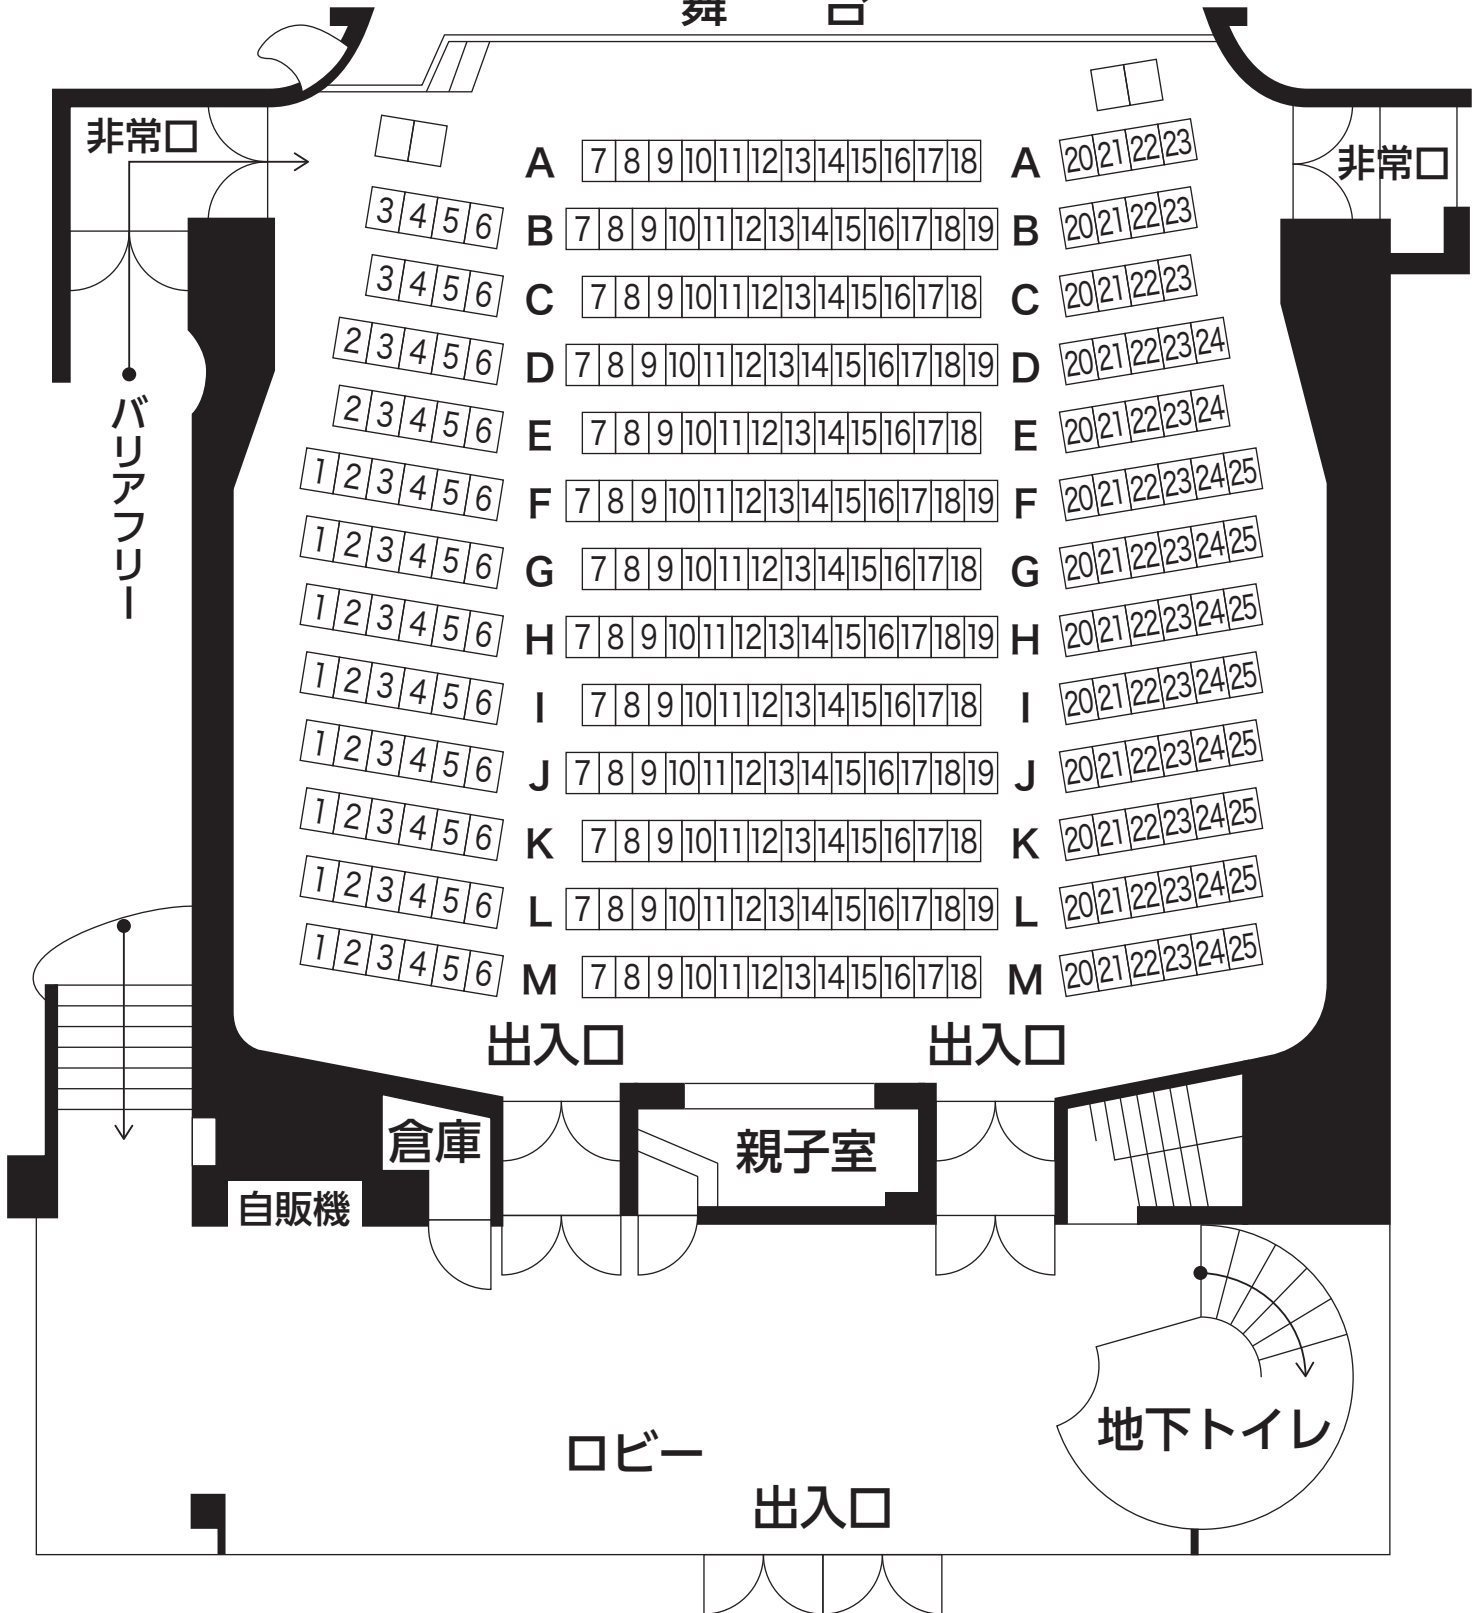 舞 台
非常口
非常口
A 7 8 9 10 11 12 13 14 15 16 17 18 A 20 21 22 23
3 4 5 6 B 7 8 9 10 11 12 13 14 15 16 17 18 19 B 20 21 22 23
3 4 5 6 C 7 8 9 10 11 12 13 14 15 16 17 18 C 20 21 22 23
2 3 4 5 6 D 7 8 9 10 11 12 13 14 15 16 17 18 19 D 20 21 22 23 24
2 3 4 5 6 E 7 8 9 10 11 12 13 14 15 16 17 18 E 20 21 22 23 24
1 2 3 4 5 6 F 7 8 9 10 11 12 13 14 15 16 17 18 19 F 20 21 22 23 24 25
1 2 3 4 5 6 G 7 8 9 10 11 12 13 14 15 16 17 18 G 20 21 22 23 24 25
1 2 3 4 5 6 H 7 8 9 10 11 12 13 14 15 16 17 18 19 H 20 21 22 23 24 25
1 2 3 4 5 6 I 7 8 9 10 11 12 13 14 15 16 17 18 I 20 21 22 23 24 25
1 2 3 4 5 6 J 7 8 9 10 11 12 13 14 15 16 17 18 19 J 20 21 22 23 24 25
1 2 3 4 5 6 K 7 8 9 10 11 12 13 14 15 16 17 18 K 20 21 22 23 24 25
1 2 3 4 5 6 L 7 8 9 10 11 12 13 14 15 16 17 18 19 L 20 21 22 23 24 25
1 2 3 4 5 6 M 7 8 9 10 11 12 13 14 15 16 17 18 M 20 21 22 23 24 25
バリアフリー
出入口
出入口
倉庫
親子室
自販機
地下トイレ
ロビー
出入口